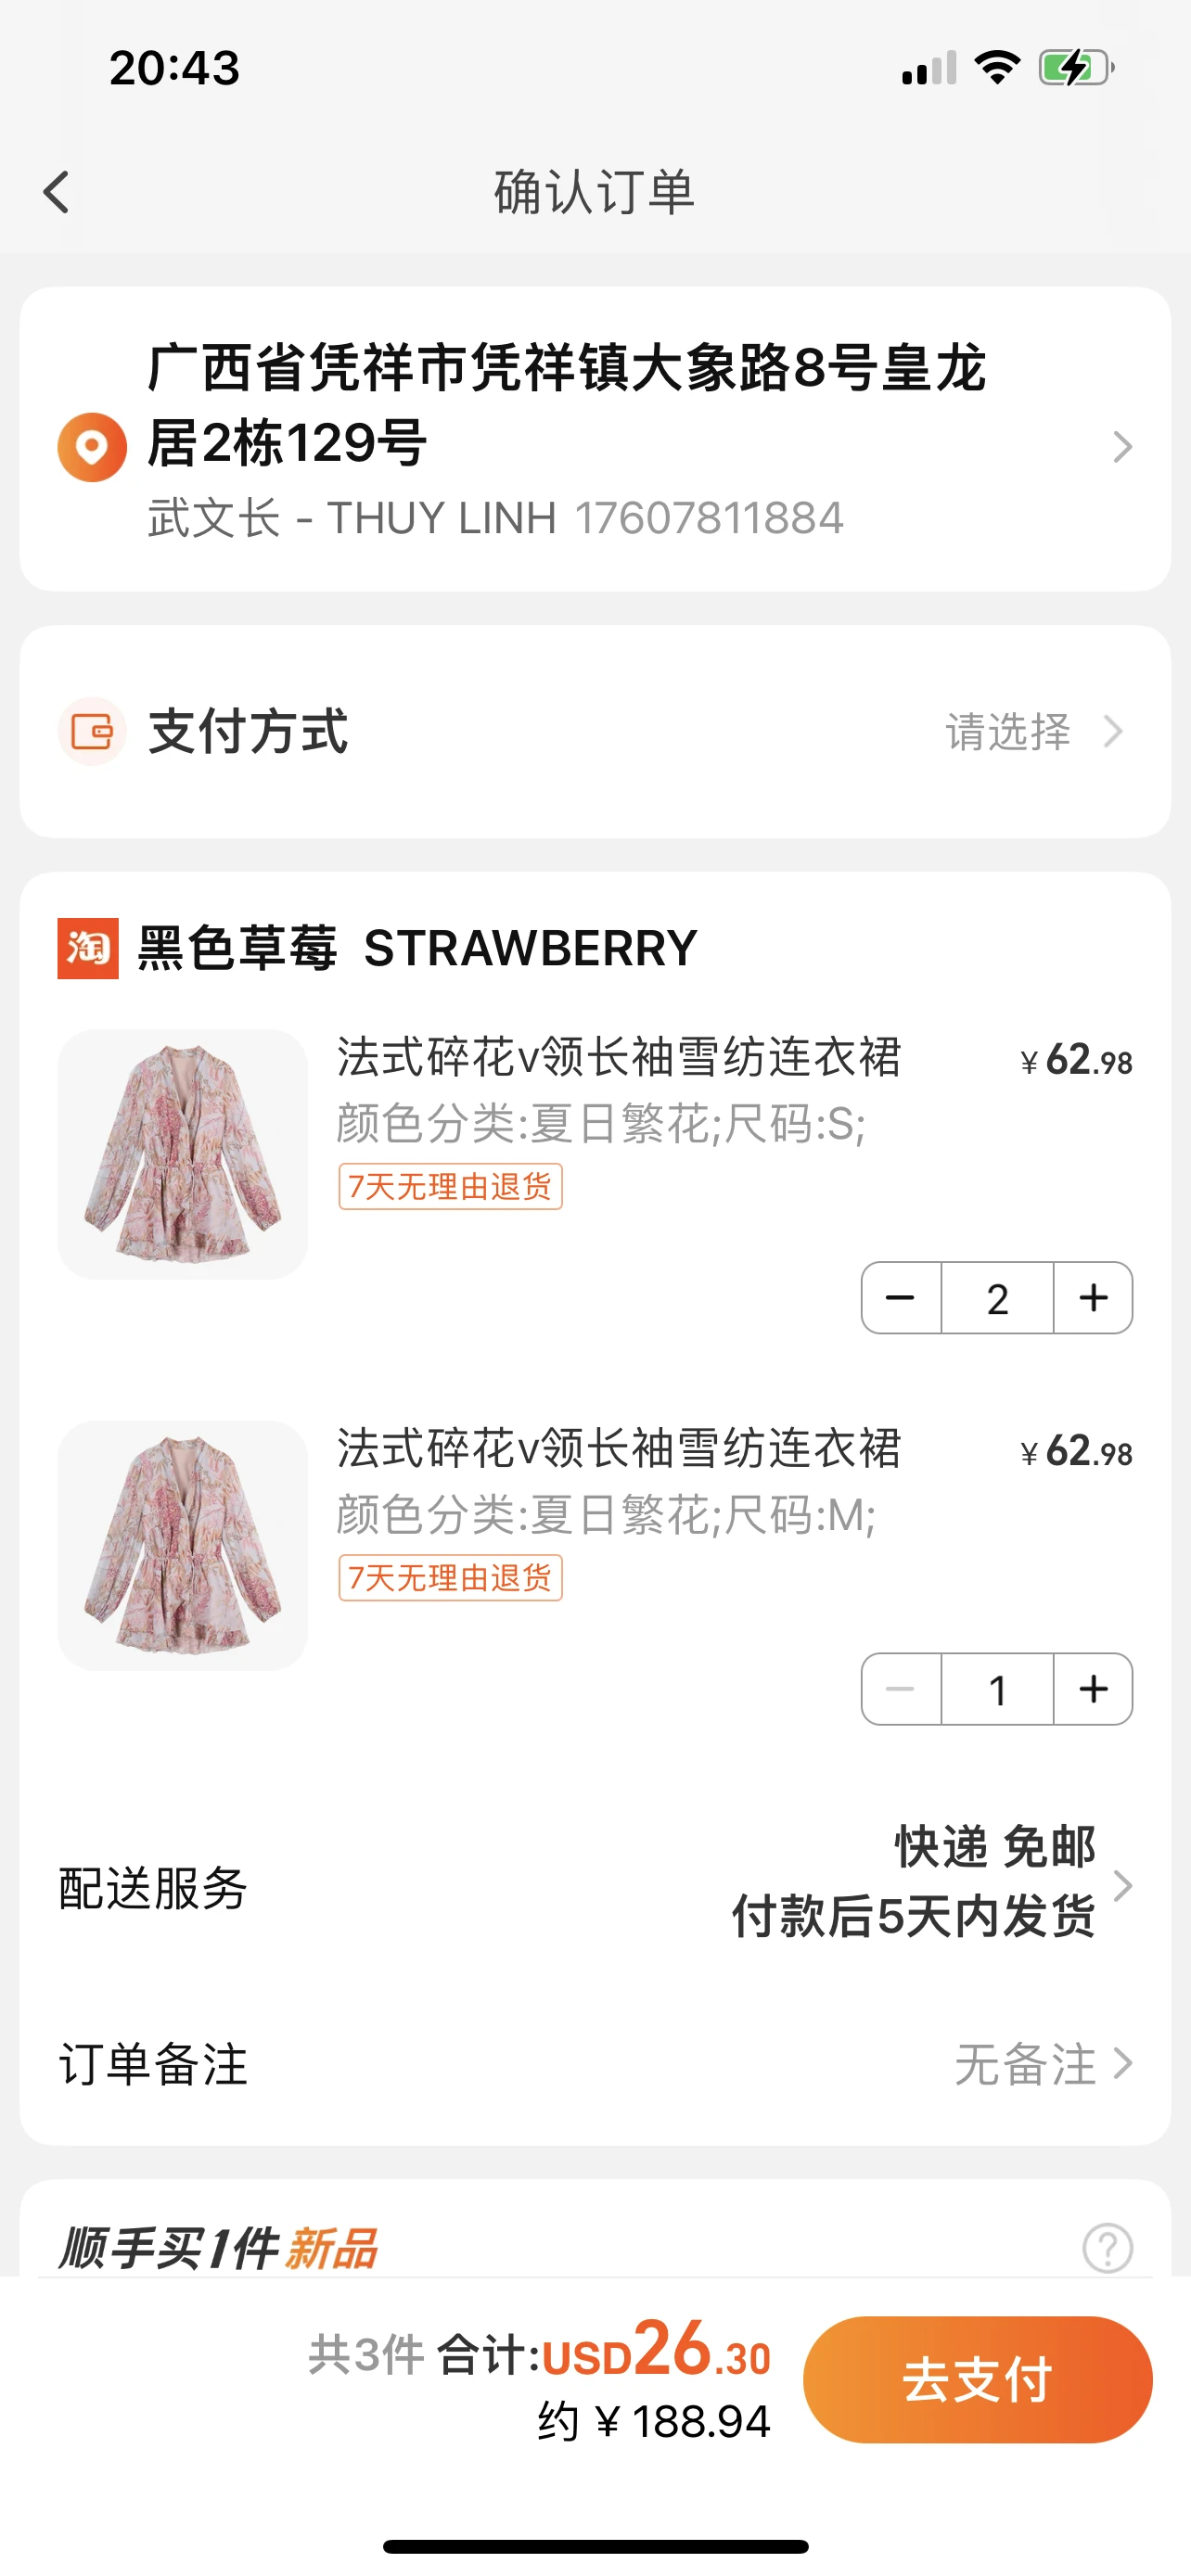 20:43
确认订单
广西省凭祥市凭祥镇大象路8号皇龙
居2栋129号
武文长 - THUY LINH 17607811884
支付方式 请选择
淘 黑色草莓 STRAWBERRY
法式碎花v领长袖雪纺连衣裙 ¥62.98
颜色分类:夏日繁花;尺码:S;
7天无理由退货
2
法式碎花v领长袖雪纺连衣裙 ¥62.98
颜色分类:夏日繁花;尺码:M;
7天无理由退货
1
配送服务 快递 免邮
付款后5天内发货
订单备注 无备注
顺手买1件新品
共3件 合计:USD26.30
约 ¥188.94
去支付